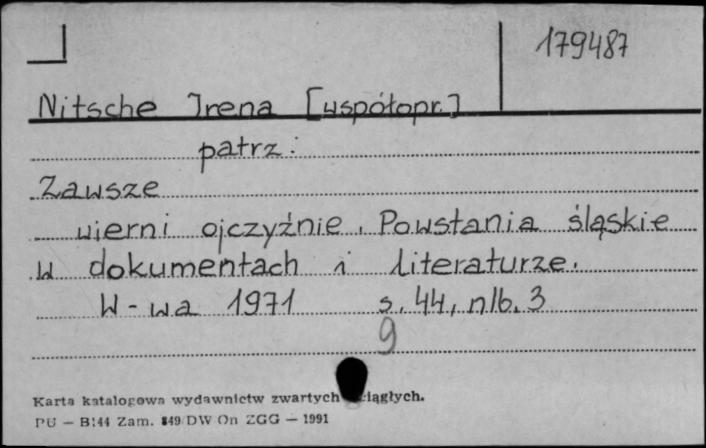 179487
Nitsche Irena [współopr.]
patrz:
Zawsze
wierni ojczyźnie. Powstania śląskie
w dokumentach i literaturze.
W-wa 1971 s. 44, nlb. 3
9
Karta katalogowa wydawnictw zwartych ciągłych.
PU — B144 Zam. 849/DW On ZGG — 1991